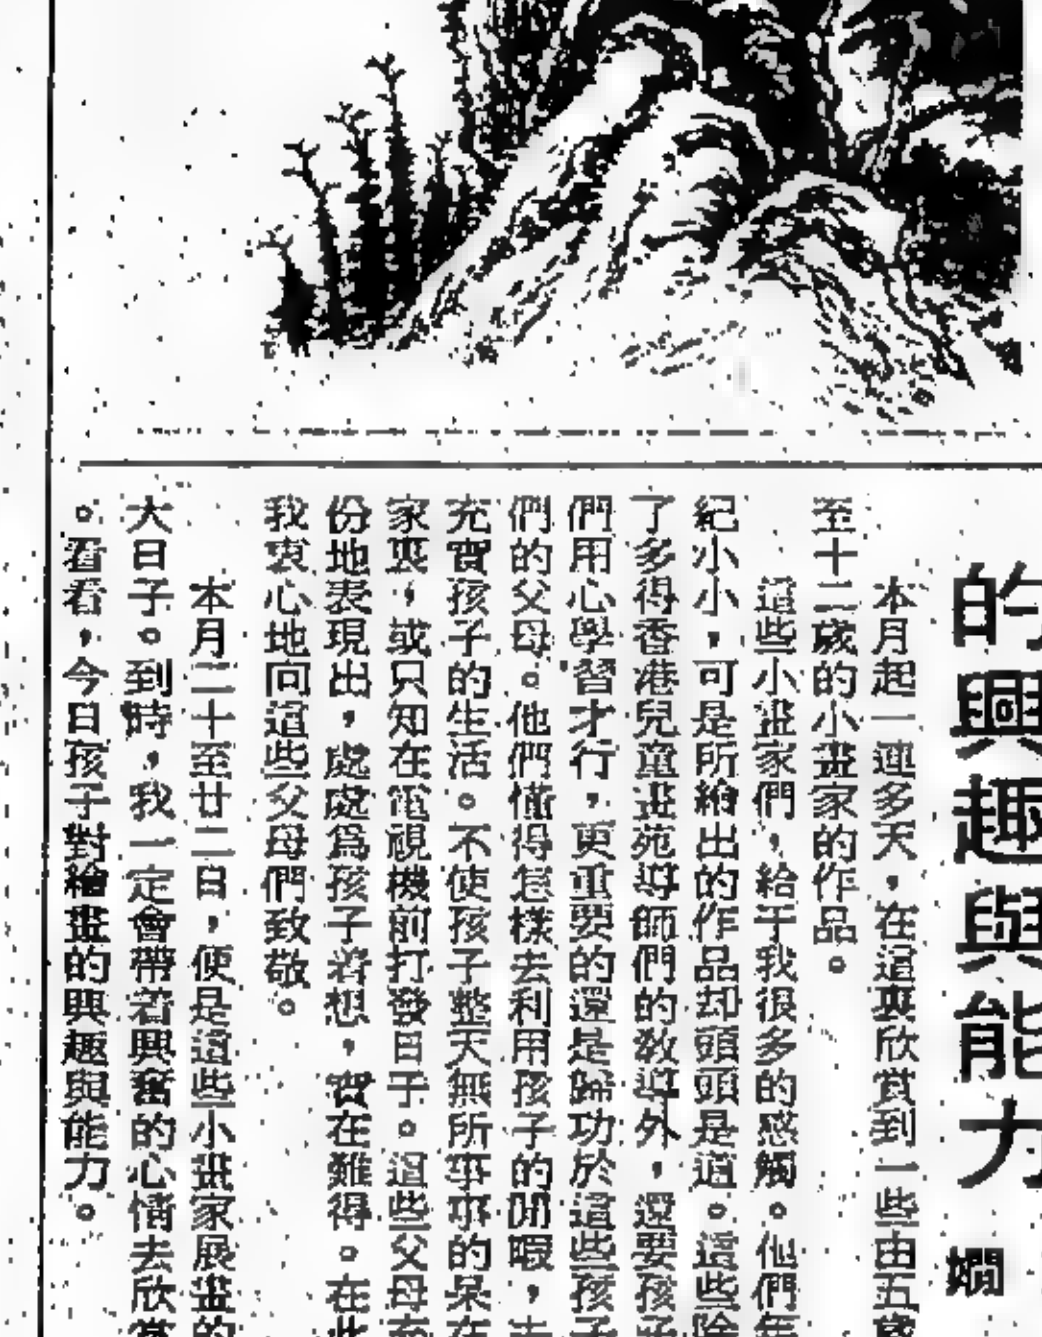 的興趣與能力 嫺
本月起一連多天，在這裏欣賞到一些由五歲
至十二歲的小畫家的作品。
這些小畫家們，給于我很多的感觸。他們年
紀小小，可是所繪出的作品却頭頭是道。這些除
了多得香港兒童畫苑導師們的敎導外，還要孩子
們用心學習才行，更重要的還是歸功於這些孩子
們的父母。他們懂得怎樣去利用孩子的閒暇，去
充實孩子的生活。不使孩子整天無所事事的呆在
家裏，或只知在電視機前打發日子。這些父母充
份地表現出，處處爲孩子着想，實在難得。在此
我衷心地向這些父母們致敬。
本月二十至廿二日，便是這些小畫家展畫的
大日子。到時，我一定會帶着興奮的心情去欣賞
。看看，今日孩子對繪畫的興趣與能力。